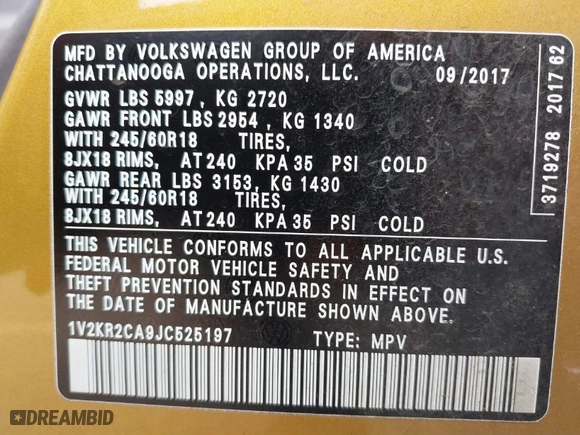 MFD BY VOLKSWAGEN GROUP OF AMERICA
CHATTANOOGA OPERATIONS, LLC. 09/2017
GVWR LBS 5997 , KG 2720
GAWR FRONT LBS 2954 , KG 1340
WITH 245/60R18 TIRES,
8JX18 RIMS, AT 240 KPA 35 PSI COLD
GAWR REAR LBS 3153, KG 1430
WITH 245/60R18 TIRES,
8JX18 RIMS, AT 240 KPA 35 PSI COLD
THIS VEHICLE CONFORMS TO ALL APPLICABLE U.S.
FEDERAL MOTOR VEHICLE SAFETY AND
THEFT PREVENTION STANDARDS IN EFFECT ON
THE DATE OF MANUFACTURE SHOWN ABOVE.
1V2KR2CA9JC525197 TYPE: MPV
3719278 2017 62
DREAMBID